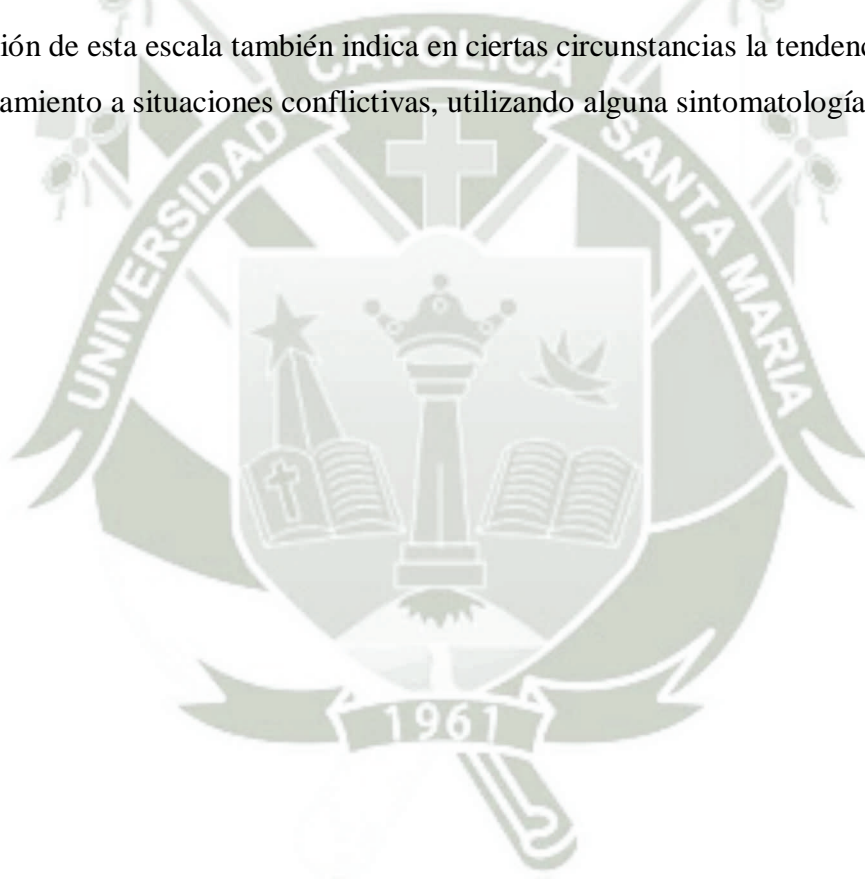 ción de esta escala también indica en ciertas circunstancias la tendenc
amiento a situaciones conflictivas, utilizando alguna sintomatología
UNIVERSIDAD CATOLICA SANTA MARIA
1961